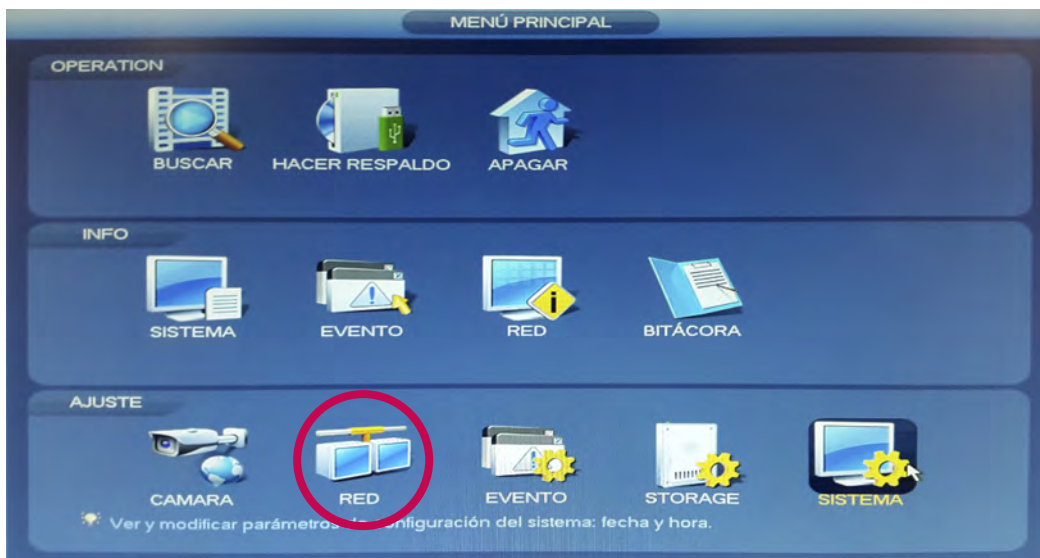 MENÚ PRINCIPAL
OPERATION
BUSCAR HACER RESPALDO APAGAR
INFO
SISTEMA EVENTO RED BITÁCORA
AJUSTE
CAMARA RED EVENTO STORAGE SISTEMA
Ver y modificar parámetros de configuración del sistema: fecha y hora.